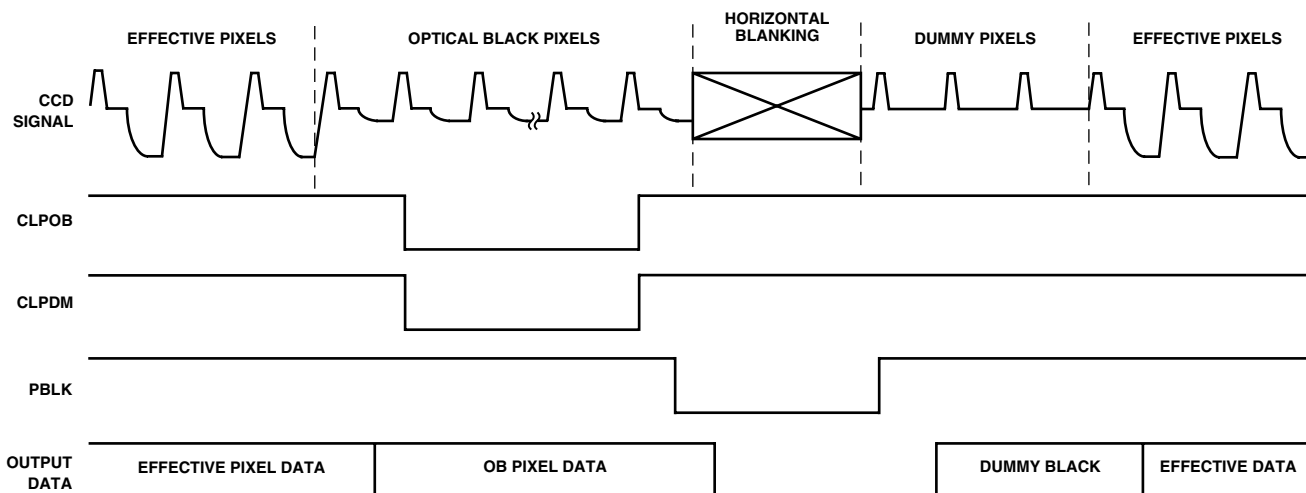 HORIZONTAL
BLANKING
EFFECTIVE PIXELS
OPTICAL BLACK PIXELS
DUMMY PIXELS
EFFECTIVE PIXELS
CCD
SIGNAL
CLPOB
CLPDM
PBLK
OUTPUT
DATA
EFFECTIVE PIXEL DATA
OB PIXEL DATA
DUMMY BLACK
EFFECTIVE DATA